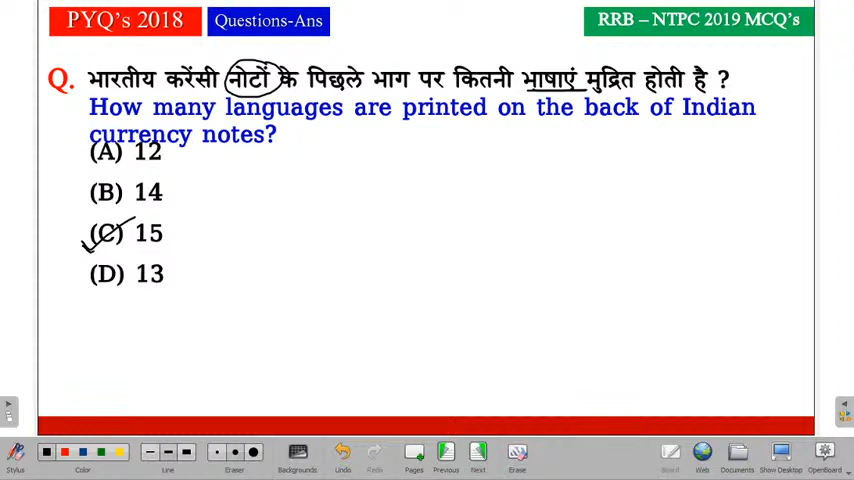 PYQ's 2018
Questions-Ans
RRB – NTPC 2019 MCQ's
Q. भारतीय करेंसी नोटों के पिछले भाग पर कितनी भाषाएं मुद्रित होती है ?
How many languages are printed on the back of Indian
currency notes?
(A) 12
(B) 14
(C) 15
(D) 13
Stylus
Color
Line
Eraser
Backgrounds
Undo
Redo
Pages
Previous
Next
Erase
Board
Web
Documents
Show Desktop
OpenBoard